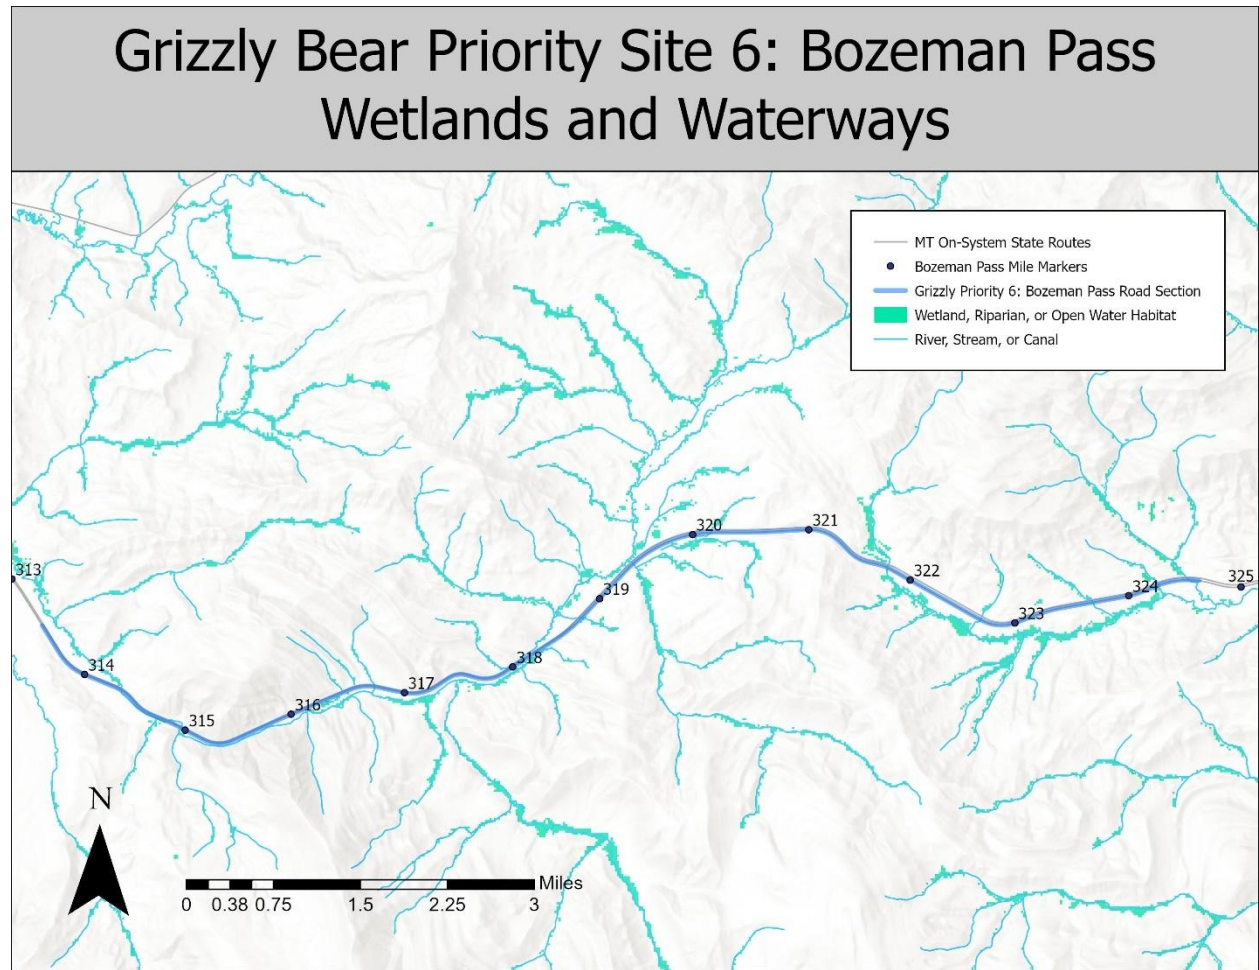 Grizzly Bear Priority Site 6: Bozeman Pass
Wetlands and Waterways
MT On-System State Routes
Bozeman Pass Mile Markers
Grizzly Priority 6: Bozeman Pass Road Section
Wetland, Riparian, or Open Water Habitat
River, Stream, or Canal
313
314
315
316
317
318
319
320
321
322
323
324
325
N
Miles
0 0.38 0.75 1.5 2.25 3